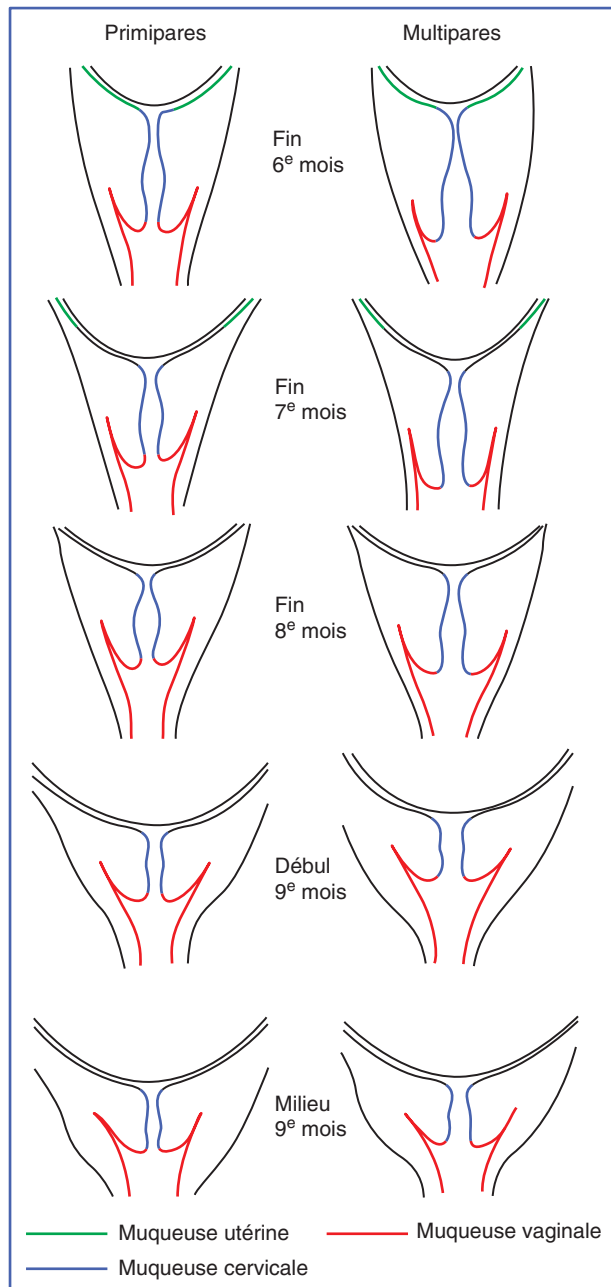 Primipares
Multipares
Fin
6e mois
Fin
7e mois
Fin
8e mois
Débul
9e mois
Milieu
9e mois
Muqueuse utérine
Muqueuse vaginale
Muqueuse cervicale